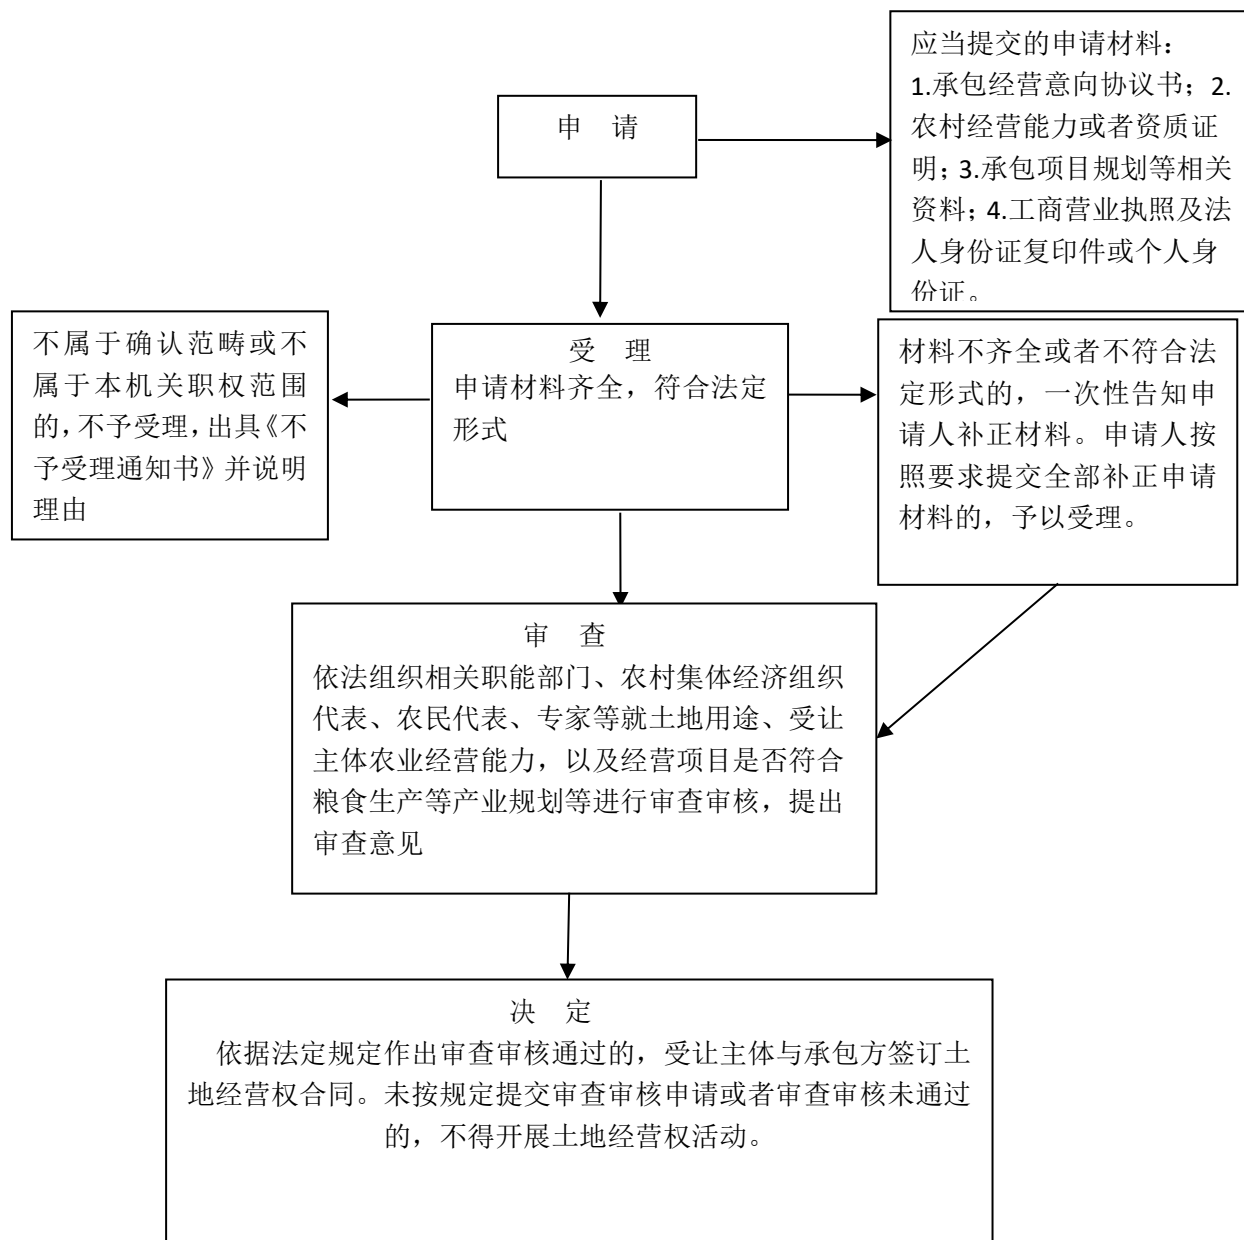 申 请
应当提交的申请材料：
1.承包经营意向协议书；2.
农村经营能力或者资质证
明；3.承包项目规划等相关
资料；4.工商营业执照及法
人身份证复印件或个人身
份证。
不属于确认范畴或不
属于本机关职权范围
的，不予受理，出具《不
予受理通知书》并说明
理由
受 理
申请材料齐全，符合法定
形式
材料不齐全或者不符合法
定形式的，一次性告知申
请人补正材料。申请人按
照要求提交全部补正申请
材料的，予以受理。
审 查
依法组织相关职能部门、农村集体经济组织
代表、农民代表、专家等就土地用途、受让
主体农业经营能力，以及经营项目是否符合
粮食生产等产业规划等进行审查审核，提出
审查意见
决 定
依据法定规定作出审查审核通过的，受让主体与承包方签订土
地经营权合同。未按规定提交审查审核申请或者审查审核未通过
的，不得开展土地经营权活动。